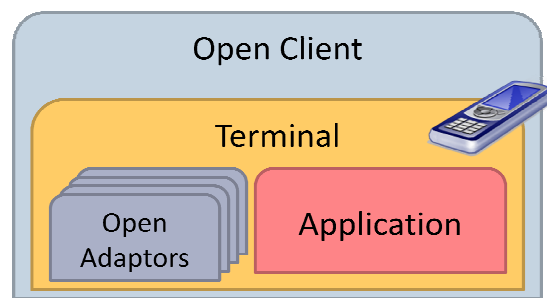 Open Client
Terminal
Open
Adaptors
Application